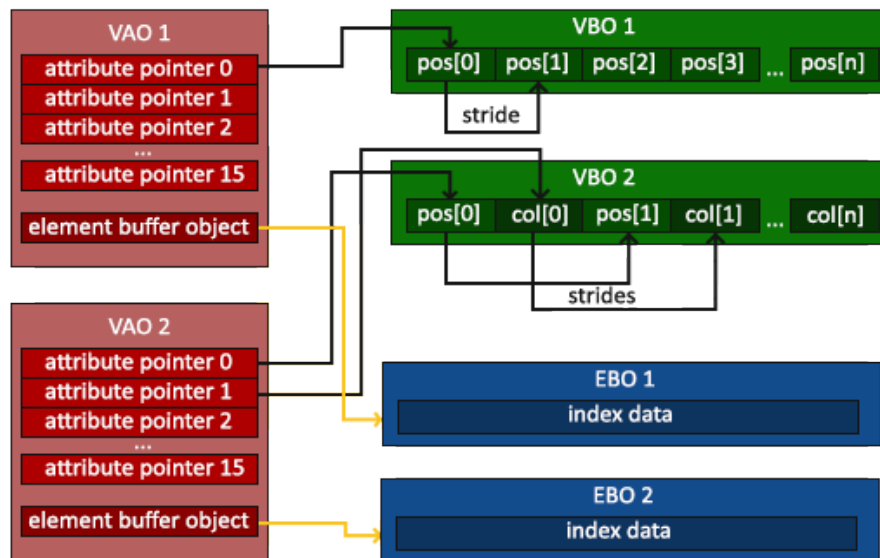 VAO 1
attribute pointer 0
attribute pointer 1
attribute pointer 2
...
attribute pointer 15
element buffer object
VBO 1
pos[0] pos[1] pos[2] pos[3] ... pos[n]
stride
VBO 2
pos[0] col[0] pos[1] col[1] ... col[n]
strides
VAO 2
attribute pointer 0
attribute pointer 1
attribute pointer 2
...
attribute pointer 15
element buffer object
EBO 1
index data
EBO 2
index data